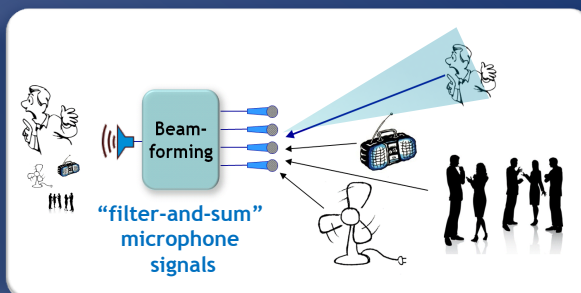 Beam-
forming
“filter-and-sum”
microphone
signals